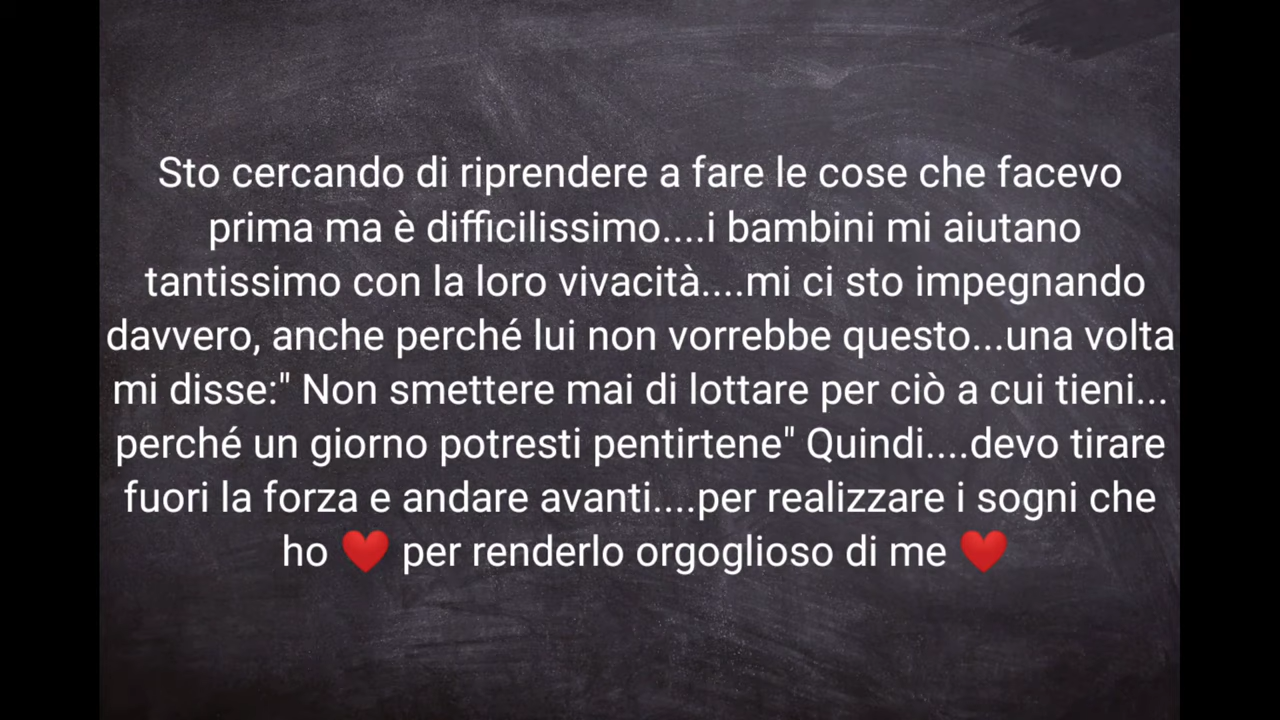 Sto cercando di riprendere a fare le cose che facevo
prima ma è difficilissimo....i bambini mi aiutano
tantissimo con la loro vivacità....mi ci sto impegnando
davvero, anche perché lui non vorrebbe questo...una volta
mi disse:" Non smettere mai di lottare per ciò a cui tieni...
perché un giorno potresti pentirtene" Quindi....devo tirare
fuori la forza e andare avanti....per realizzare i sogni che
ho ❤️ per renderlo orgoglioso di me ❤️